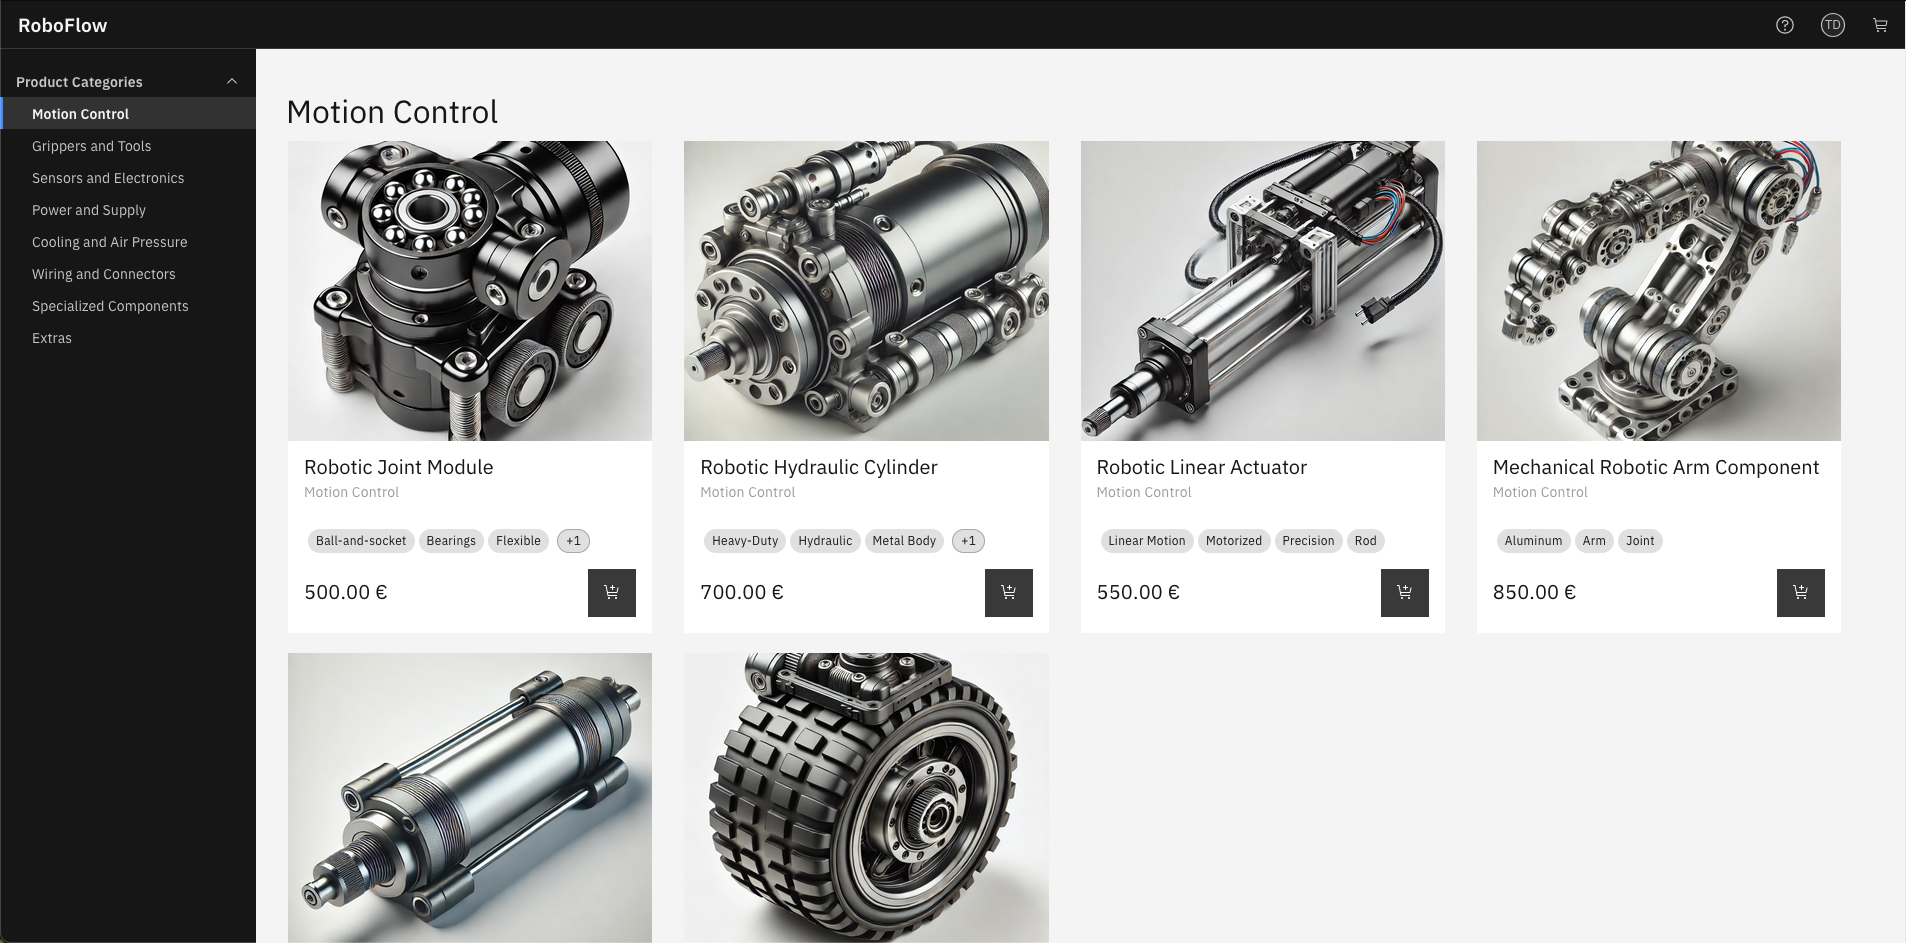 RoboFlow
TD
Product Categories
Motion Control
Grippers and Tools
Sensors and Electronics
Power and Supply
Cooling and Air Pressure
Wiring and Connectors
Specialized Components
Extras
Motion Control
Robotic Joint Module
Motion Control
Ball-and-socket Bearings Flexible +1
500.00 €
Robotic Hydraulic Cylinder
Motion Control
Heavy-Duty Hydraulic Metal Body +1
700.00 €
Robotic Linear Actuator
Motion Control
Linear Motion Motorized Precision Rod
550.00 €
Mechanical Robotic Arm Component
Motion Control
Aluminum Arm Joint
850.00 €